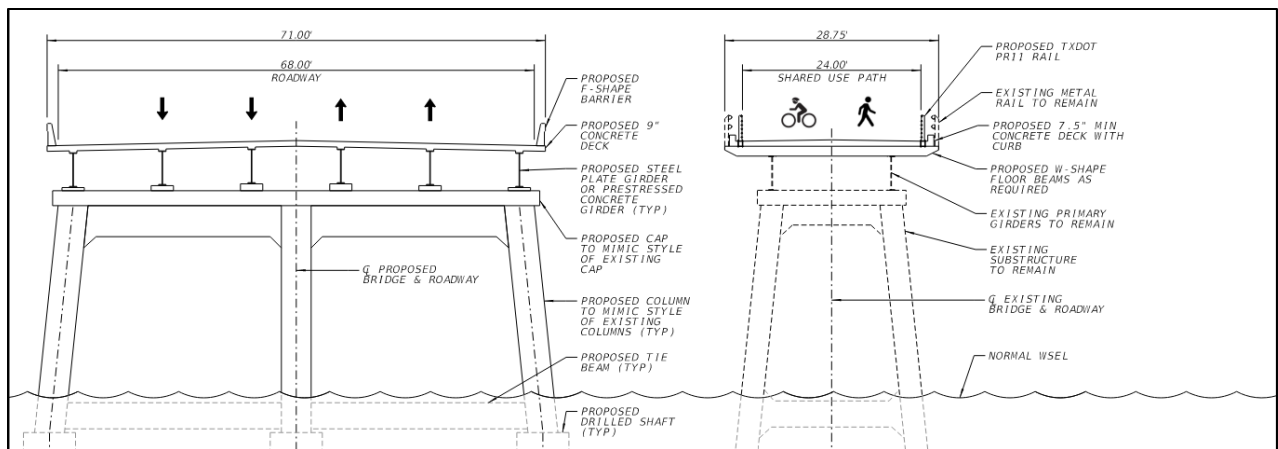 71.00'
68.00'
ROADWAY
PROPOSED
F-SHAPE
BARRIER
PROPOSED 9"
CONCRETE
DECK
PROPOSED STEEL
PLATE GIRDER
OR PRESTRESSED
CONCRETE
GIRDER (TYP)
PROPOSED CAP
TO MIMIC STYLE
OF EXISTING
CAP
℄ PROPOSED
BRIDGE & ROADWAY
PROPOSED COLUMN
TO MIMIC STYLE
OF EXISTING
COLUMNS (TYP)
PROPOSED TIE
BEAM (TYP)
PROPOSED
DRILLED SHAFT
(TYP)
28.75'
24.00'
SHARED USE PATH
PROPOSED TXDOT
PR11 RAIL
EXISTING METAL
RAIL TO REMAIN
PROPOSED 7.5" MIN
CONCRETE DECK WITH
CURB
PROPOSED W-SHAPE
FLOOR BEAMS AS
REQUIRED
EXISTING PRIMARY
GIRDERS TO REMAIN
EXISTING
SUBSTRUCTURE
TO REMAIN
℄ EXISTING
BRIDGE & ROADWAY
NORMAL WSEL